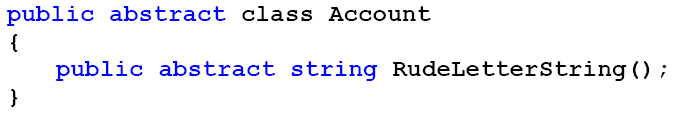 public abstract class Account
{
    public abstract string RudeLetterString();
}